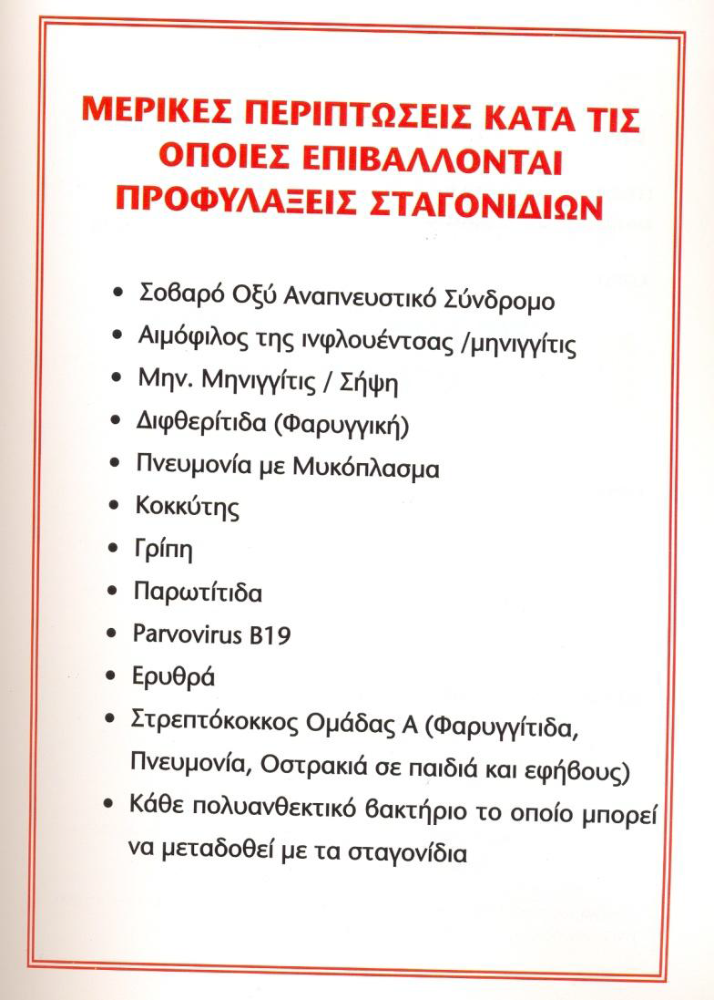 ΜΕΡΙΚΕΣ ΠΕΡΙΠΤΩΣΕΙΣ ΚΑΤΑ ΤΙΣ
ΟΠΟΙΕΣ ΕΠΙΒΑΛΛΟΝΤΑΙ
ΠΡΟΦΥΛΑΞΕΙΣ ΣΤΑΓΟΝΙΔΙΩΝ
• Σοβαρό Οξύ Αναπνευστικό Σύνδρομο
• Αιμόφιλος της ινφλουέντσας /μηνιγγίτις
• Μην. Μηνιγγίτις / Σήψη
• Διφθερίτιδα (Φαρυγγική)
• Πνευμονία με Μυκόπλασμα
• Κοκκύτης
• Γρίπη
• Παρωτίτιδα
• Parvovirus B19
• Ερυθρά
• Στρεπτόκοκκος Ομάδας Α (Φαρυγγίτιδα,
Πνευμονία, Οστρακιά σε παιδιά και εφήβους)
• Κάθε πολυανθεκτικό βακτήριο το οποίο μπορεί
να μεταδοθεί με τα σταγονίδια